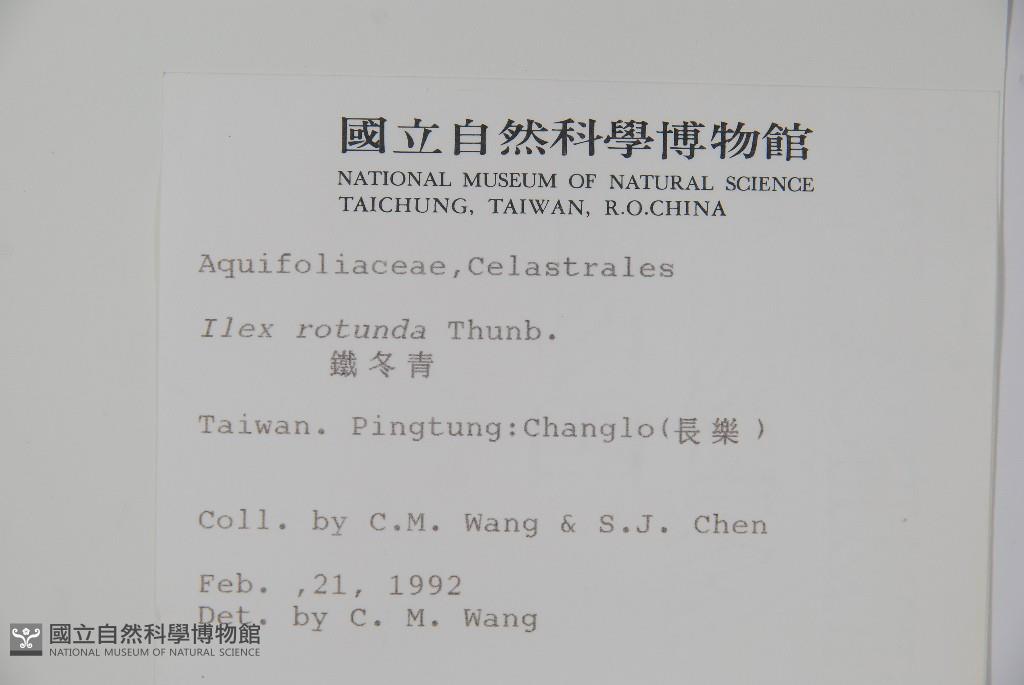 國立自然科學博物館
NATIONAL MUSEUM OF NATURAL SCIENCE
TAICHUNG, TAIWAN, R.O.CHINA
Aquifoliaceae,Celastrales
Ilex rotunda Thunb.
鐵冬青
Taiwan. Pingtung:Changlo(長樂)
Coll. by C.M. Wang & S.J. Chen
Feb. ,21, 1992
Det. by C. M. Wang
國立自然科學博物館
NATIONAL MUSEUM OF NATURAL SCIENCE